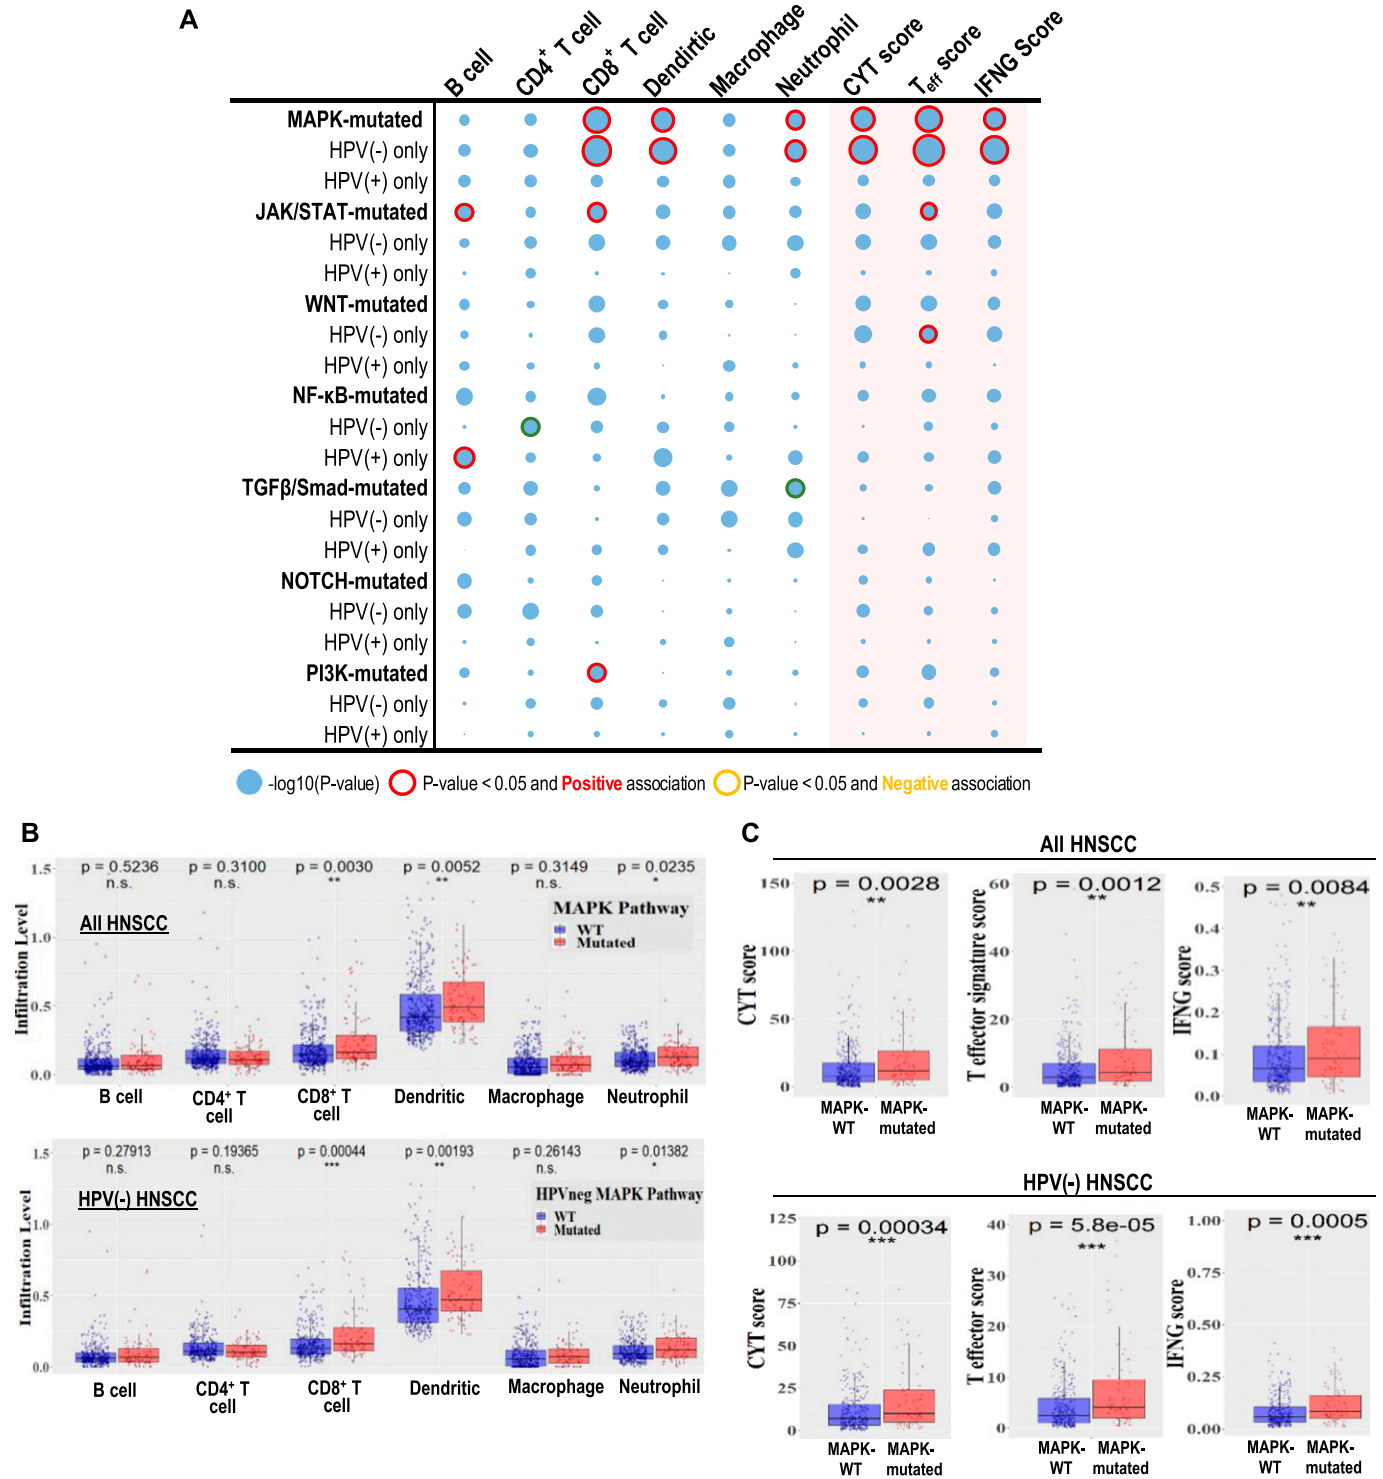 A
B cell
CD4+ T cell
CD8+ T cell
Dendirtic
Macrophage
Neutrophil
CYT score
Teff score
IFNG Score
MAPK-mutated
HPV(-) only
HPV(+) only
JAK/STAT-mutated
HPV(-) only
HPV(+) only
WNT-mutated
HPV(-) only
HPV(+) only
NF-κB-mutated
HPV(-) only
HPV(+) only
TGFβ/Smad-mutated
HPV(-) only
HPV(+) only
NOTCH-mutated
HPV(-) only
HPV(+) only
PI3K-mutated
HPV(-) only
HPV(+) only
-log10(P-value) P-value < 0.05 and Positive association P-value < 0.05 and Negative association
B
p = 0.5236 p = 0.3100 p = 0.0030 p = 0.0052 p = 0.3149 p = 0.0235
n.s. n.s. ** ** n.s. *
All HNSCC
MAPK Pathway
WT
Mutated
Infiltration Level
1.5
1.0
0.5
0.0
B cell
CD4+ T cell
CD8+ T cell
Dendritic
Macrophage
Neutrophil
p = 0.27913 p = 0.19365 p = 0.00044 p = 0.00193 p = 0.26143 p = 0.01382
n.s. n.s. *** ** n.s. *
HPV(-) HNSCC
HPVneg MAPK Pathway
WT
Mutated
Infiltration Level
1.5
1.0
0.5
0.0
B cell
CD4+ T cell
CD8+ T cell
Dendritic
Macrophage
Neutrophil
C
All HNSCC
p = 0.0028
**
CYT score
150
100
50
0
MAPK-WT
MAPK-mutated
p = 0.0012
**
T effector signature score
60
40
20
0
MAPK-WT
MAPK-mutated
p = 0.0084
**
IFNG score
0.5
0.4
0.3
0.2
0.1
0.0
MAPK-WT
MAPK-mutated
HPV(-) HNSCC
p = 0.00034
***
CYT score
125
100
75
50
25
0
MAPK-WT
MAPK-mutated
p = 5.8e-05
***
T effector score
40
30
20
10
0
MAPK-WT
MAPK-mutated
p = 0.0005
***
IFNG score
1.00
0.75
0.50
0.25
0.00
MAPK-WT
MAPK-mutated